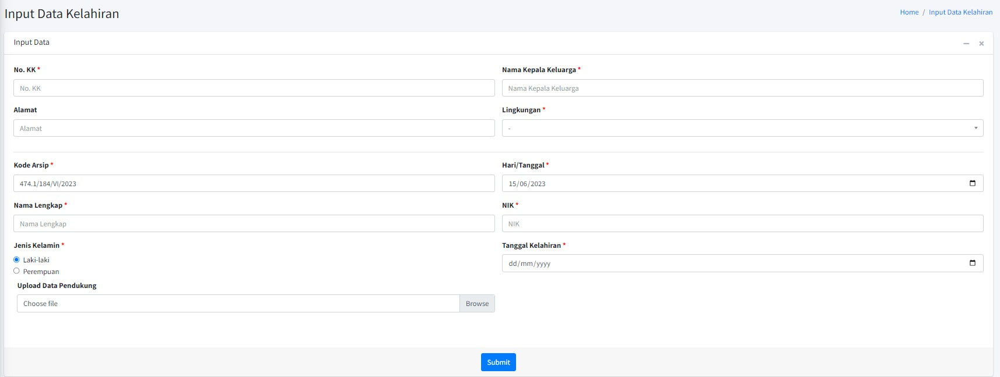 Input Data Kelahiran
Home / Input Data Kelahiran
Input Data
No. KK *
Nama Kepala Keluarga *
No. KK
Nama Kepala Keluarga
Alamat
Lingkungan *
Alamat
-
Kode Arsip *
Hari/Tanggal *
474.1/184/VI/2023
15/06/2023
Nama Lengkap *
NIK *
Nama Lengkap
NIK
Jenis Kelamin *
Tanggal Kelahiran *
Laki-laki
dd/mm/yyyy
Perempuan
Upload Data Pendukung
Choose file
Browse
Submit